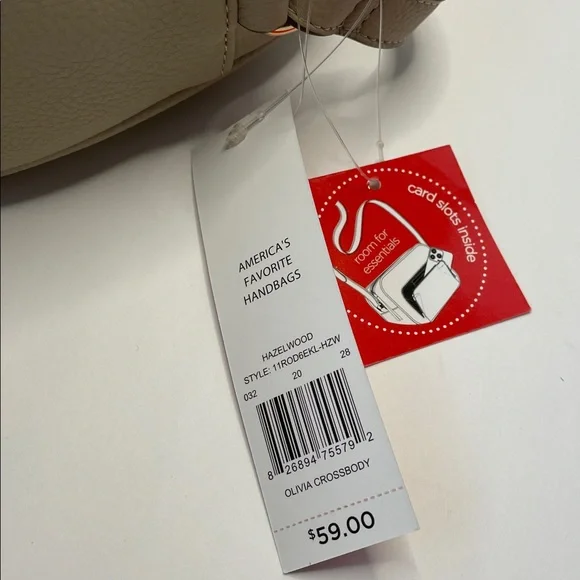 AMERICA'S
FAVORITE
HANDBAGS
HAZELWOOD
STYLE: 11ROD6EKL-HZW
032 20 28
8 26894 75579 2
OLIVIA CROSSBODY
$59.00
card slots inside
room for
essentials